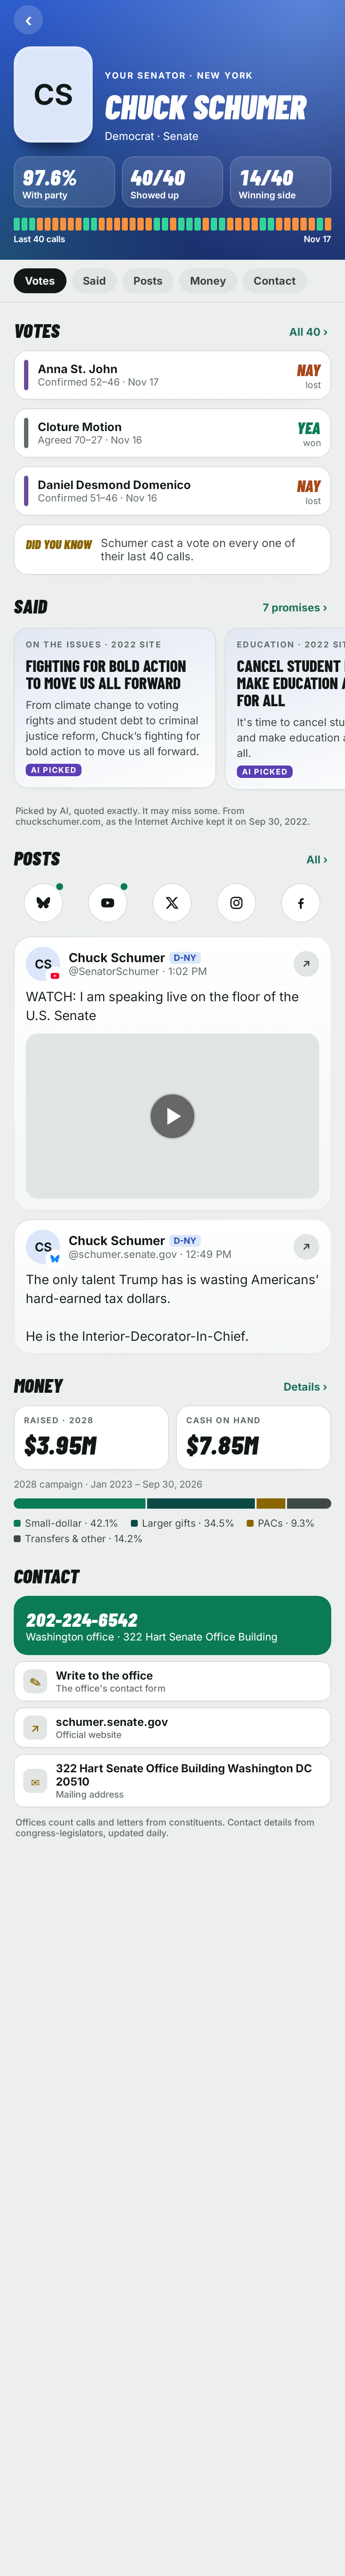 ‹
CS
YOUR SENATOR · NEW YORK
CHUCK SCHUMER
Democrat · Senate
97.6%
With party
40/40
Showed up
14/40
Winning side
Last 40 calls
Nov 17
Votes
Said
Posts
Money
Contact
VOTES
All 40 ›
Anna St. John
Confirmed 52–46 · Nov 17
NAY
lost
Cloture Motion
Agreed 70–27 · Nov 16
YEA
won
Daniel Desmond Domenico
Confirmed 51–46 · Nov 16
NAY
lost
DID YOU KNOW
Schumer cast a vote on every one of
their last 40 calls.
SAID
7 promises ›
ON THE ISSUES · 2022 SITE
FIGHTING FOR BOLD ACTION
TO MOVE US ALL FORWARD
From climate change to voting
rights and student debt to criminal
justice reform, Chuck's fighting for
bold action to move us all forward.
AI PICKED
EDUCATION · 2022 SIT
CANCEL STUDENT
MAKE EDUCATION A
FOR ALL
It's time to cancel stu
and make education a
all.
AI PICKED
Picked by AI, quoted exactly. It may miss some. From
chuckschumer.com, as the Internet Archive kept it on Sep 30, 2022.
POSTS
All ›
CS
Chuck Schumer D-NY
@SenatorSchumer · 1:02 PM
WATCH: I am speaking live on the floor of the
U.S. Senate
CS
Chuck Schumer D-NY
@schumer.senate.gov · 12:49 PM
The only talent Trump has is wasting Americans’
hard-earned tax dollars.
He is the Interior-Decorator-In-Chief.
MONEY
Details ›
RAISED · 2028
$3.95M
CASH ON HAND
$7.85M
2028 campaign · Jan 2023 – Sep 30, 2026
Small-dollar · 42.1%
Larger gifts · 34.5%
PACs · 9.3%
Transfers & other · 14.2%
CONTACT
202-224-6542
Washington office · 322 Hart Senate Office Building
Write to the office
The office's contact form
schumer.senate.gov
Official website
322 Hart Senate Office Building Washington DC
20510
Mailing address
Offices count calls and letters from constituents. Contact details from
congress-legislators, updated daily.